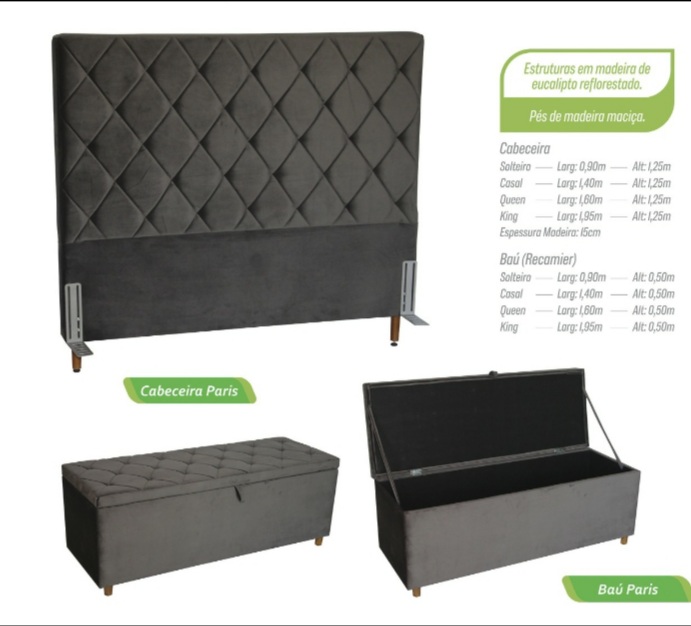 Estruturas em madeira de
eucalipto reflorestado.
Pés de madeira maciça.
Cabeceira
Solteiro — Larg: 0,90m — Alt: 1,25m
Casal — Larg: 1,40m — Alt: 1,25m
Queen — Larg: 1,60m — Alt: 1,25m
King — Larg: 1,95m — Alt: 1,25m
Espessura Madeira: 15cm
Baú (Recamier)
Solteiro — Larg: 0,90m — Alt: 0,50m
Casal — Larg: 1,40m — Alt: 0,50m
Queen — Larg: 1,60m — Alt: 0,50m
King — Larg: 1,95m — Alt: 0,50m
Cabeceira Paris
Baú Paris